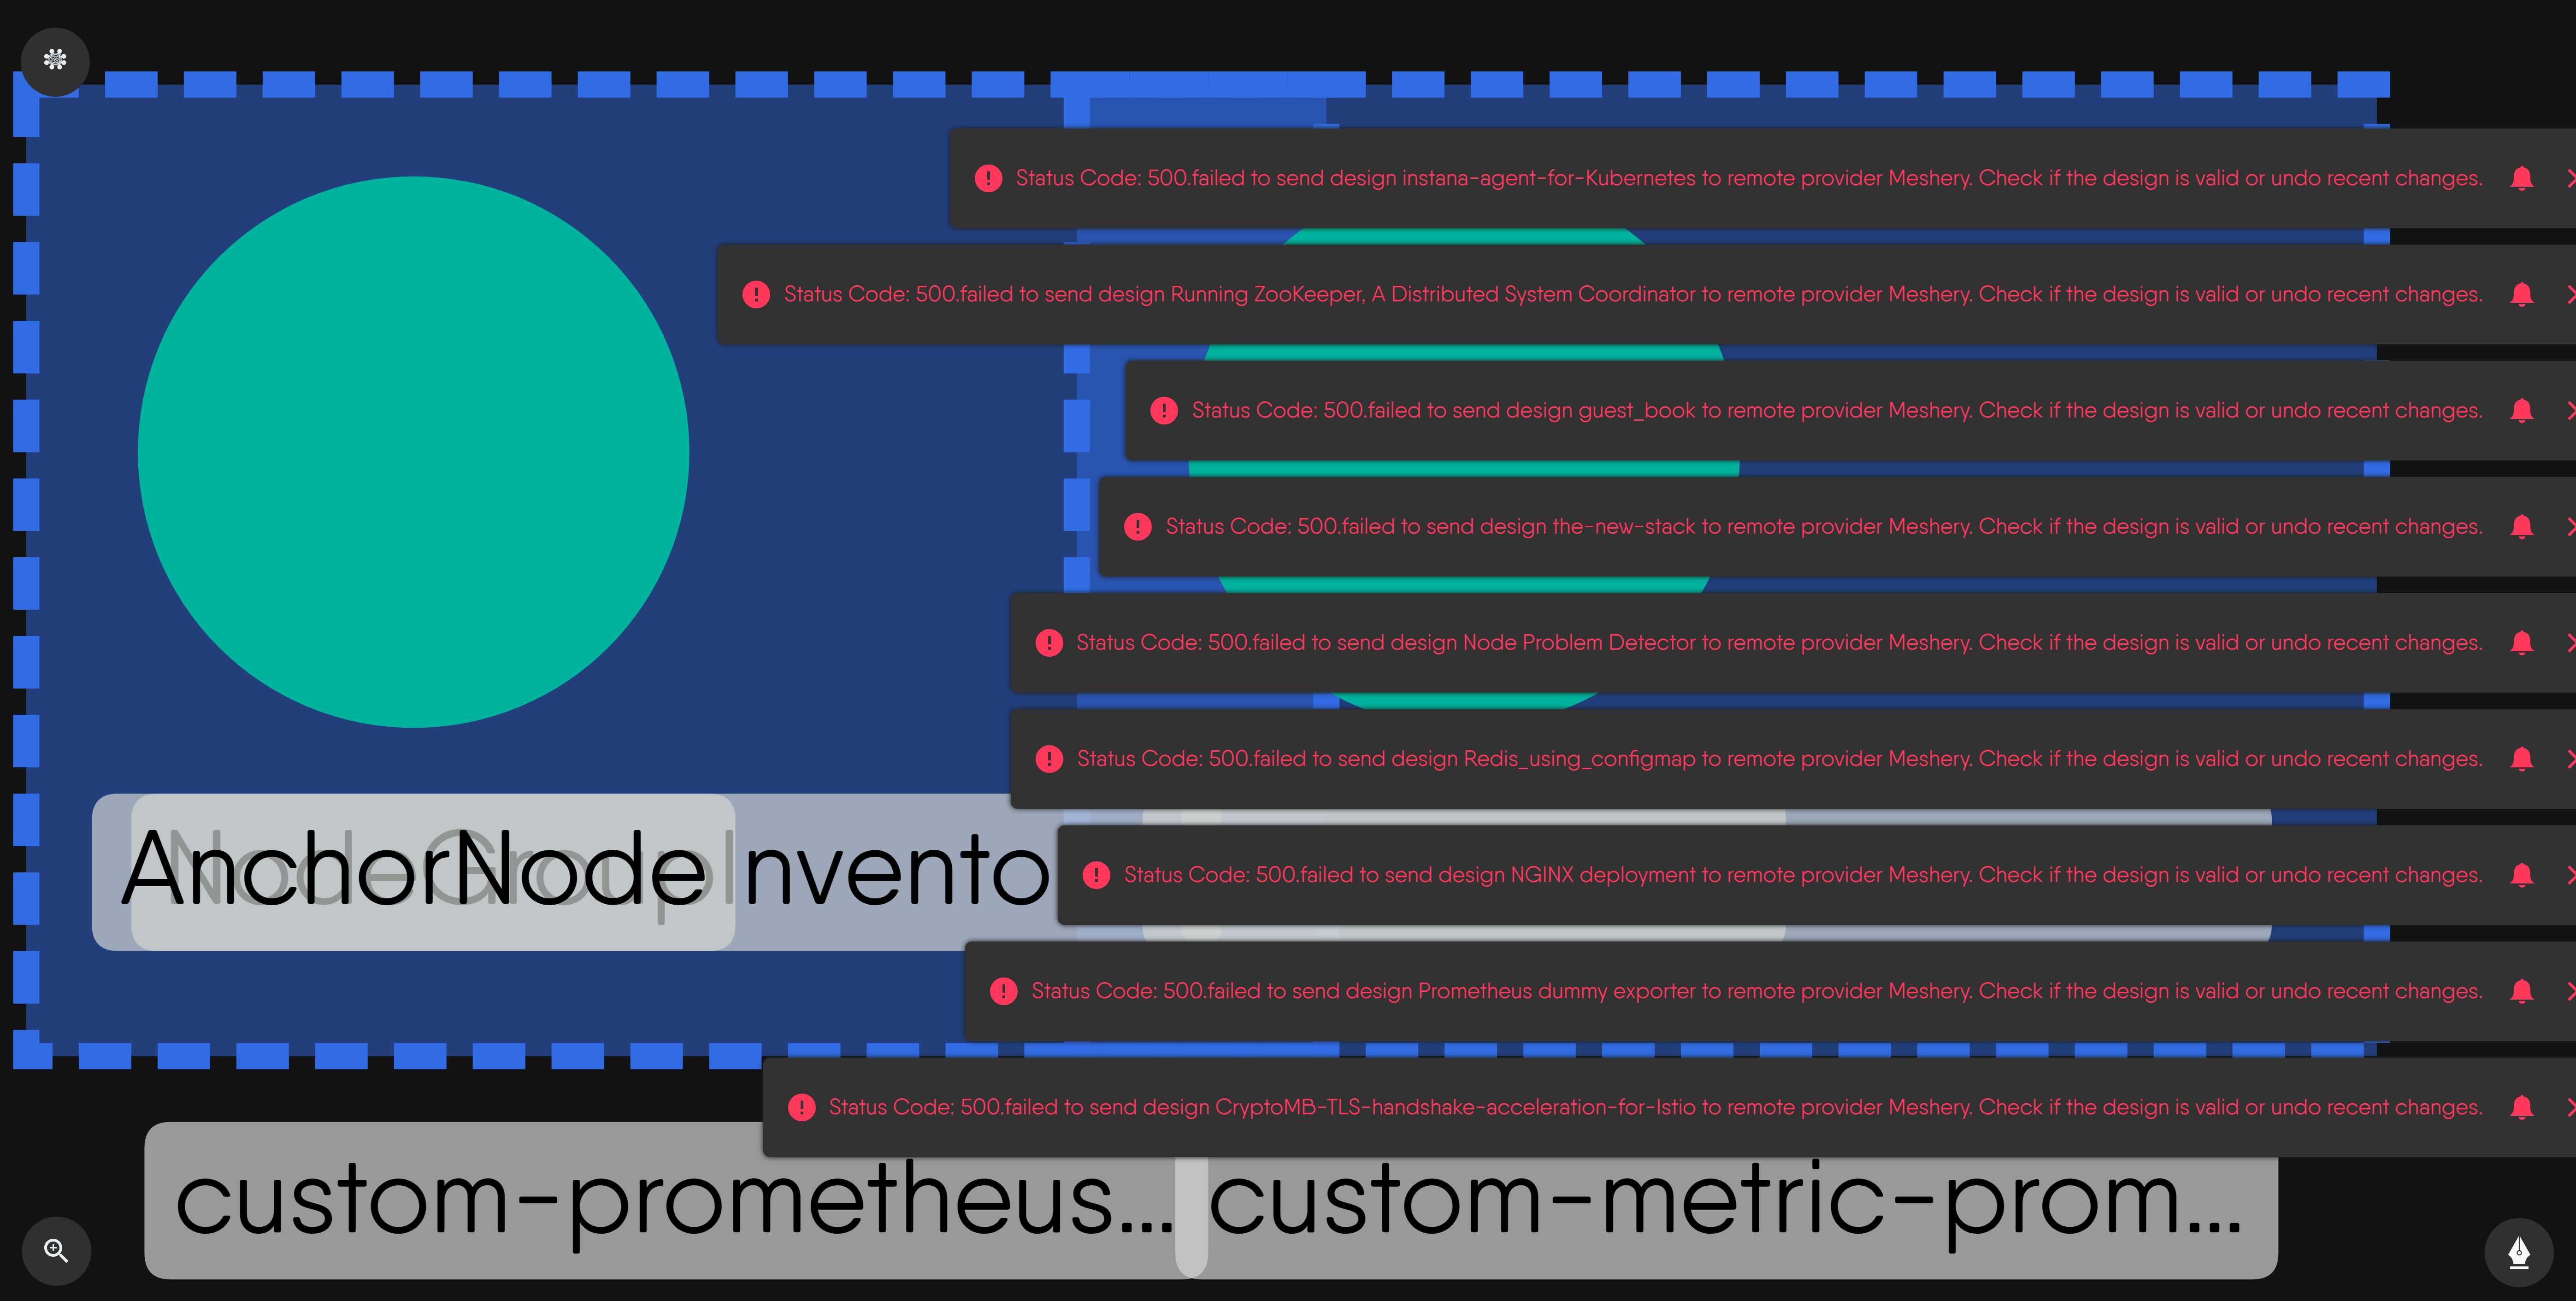 Status Code: 500.failed to send design instana-agent-for-Kubernetes to remote provider Meshery. Check if the design is valid or undo recent changes.
Status Code: 500.failed to send design Running ZooKeeper, A Distributed System Coordinator to remote provider Meshery. Check if the design is valid or undo recent changes.
Status Code: 500.failed to send design guest_book to remote provider Meshery. Check if the design is valid or undo recent changes.
Status Code: 500.failed to send design the-new-stack to remote provider Meshery. Check if the design is valid or undo recent changes.
Status Code: 500.failed to send design Node Problem Detector to remote provider Meshery. Check if the design is valid or undo recent changes.
Status Code: 500.failed to send design Redis_using_configmap to remote provider Meshery. Check if the design is valid or undo recent changes.
AnchorNode
NodeGroupInvento
Status Code: 500.failed to send design NGINX deployment to remote provider Meshery. Check if the design is valid or undo recent changes.
Status Code: 500.failed to send design Prometheus dummy exporter to remote provider Meshery. Check if the design is valid or undo recent changes.
Status Code: 500.failed to send design CryptoMB-TLS-handshake-acceleration-for-Istio to remote provider Meshery. Check if the design is valid or undo recent changes.
custom-prometheus... custom-metric-prom...